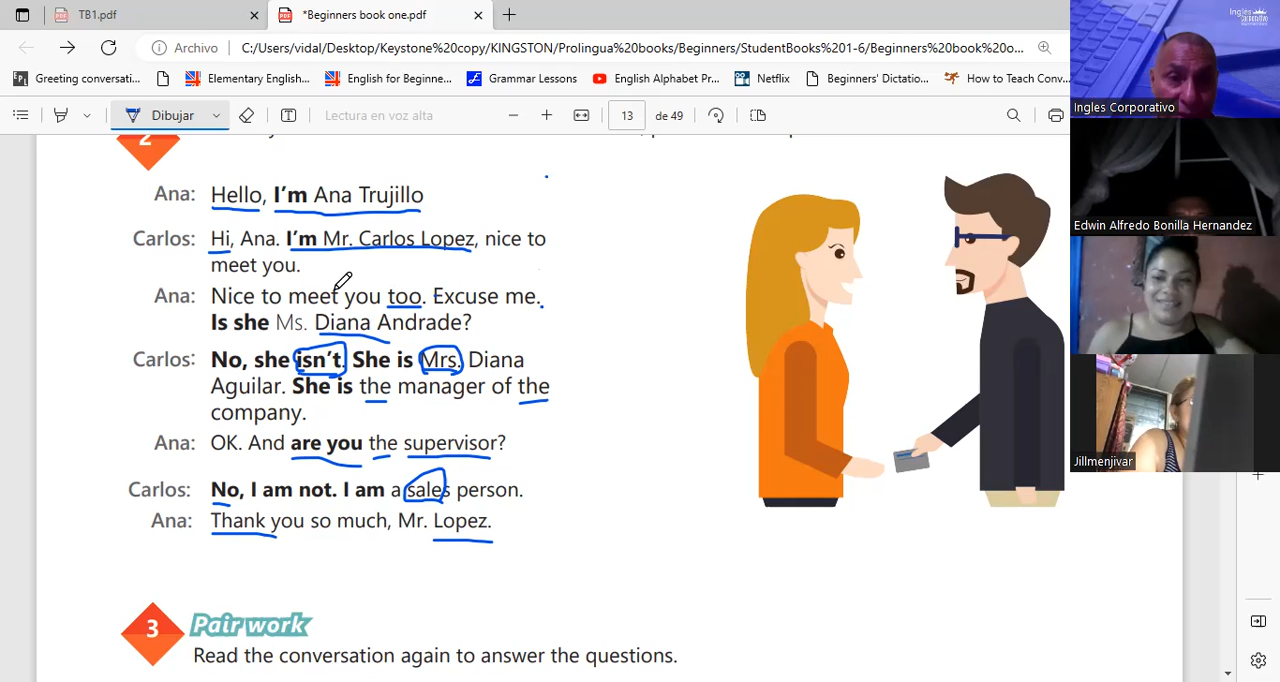 TB1.pdf
*Beginners book one.pdf
Archivo
C:/Users/vidal/Desktop/Keystone%20copy/KINGSTON/Prolingua%20books/Beginners/StudentBooks%201-6/Beginners%20book%20o...
Greeting conversati...
Elementary English...
English for Beginne...
Grammar Lessons
English Alphabet Pr...
Netflix
Beginners' Dictatio...
How to Teach Conv...
Dibujar
Lectura en voz alta
13
de 49
2
Ana: Hello, I'm Ana Trujillo
Carlos: Hi, Ana. I'm Mr. Carlos Lopez, nice to
meet you.
Ana: Nice to meet you too. Excuse me.
Is she Ms. Diana Andrade?
Carlos: No, she isn't. She is Mrs. Diana
Aguilar. She is the manager of the
company.
Ana: OK. And are you the supervisor?
Carlos: No, I am not. I am a sales person.
Ana: Thank you so much, Mr. Lopez.
3 Pair work
Read the conversation again to answer the questions.
Ingles Corporativo
Edwin Alfredo Bonilla Hernandez
Jillmenjivar